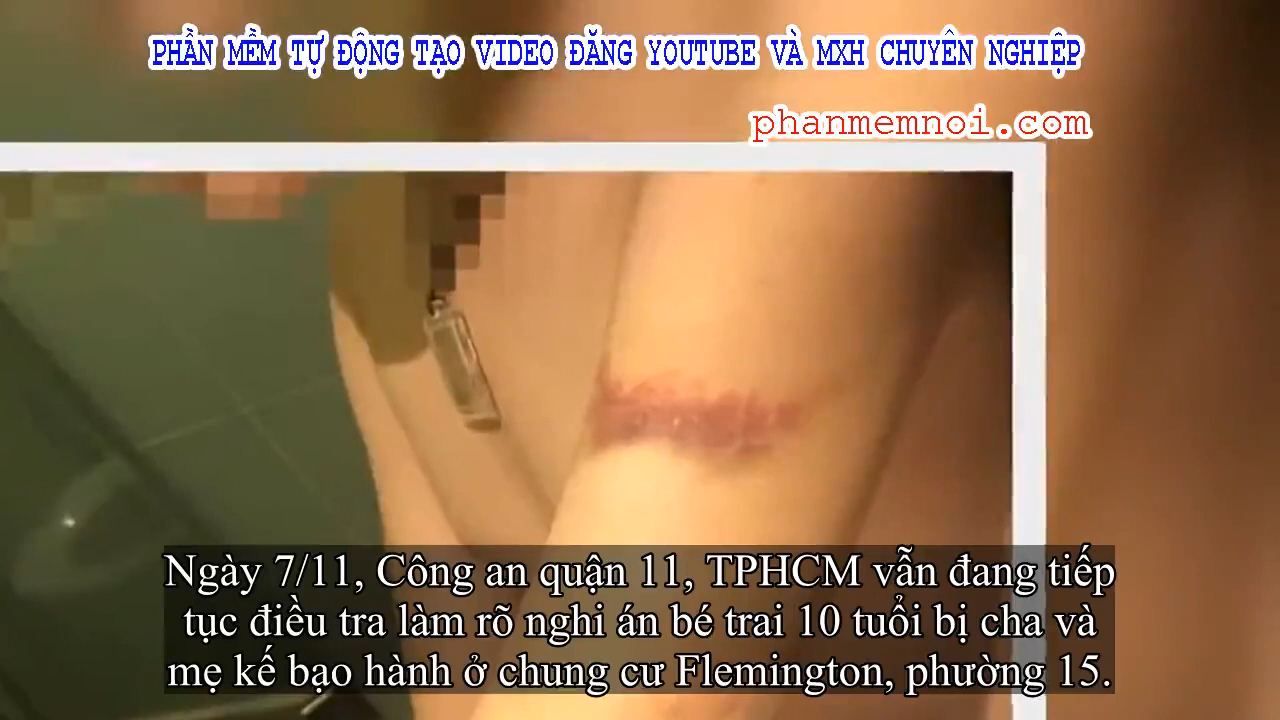 PHẦN MỀM TỰ ĐỘNG TẠO VIDEO ĐĂNG YOUTUBE VÀ MXH CHUYÊN NGHIỆP
phanmemnoi.com
Ngày 7/11, Công an quận 11, TPHCM vẫn đang tiếp
tục điều tra làm rõ nghi án bé trai 10 tuổi bị cha và
mẹ kế bạo hành ở chung cư Flemington, phường 15.